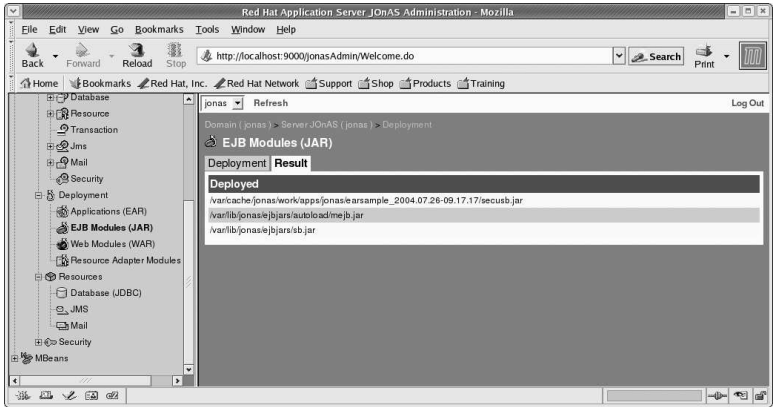 Red Hat Application Server JOnAS Administration - Mozilla
File Edit View Go Bookmarks Tools Window Help
Back Forward Reload Stop http://localhost:9000/jonasAdmin/Welcome.do Search Print
Home Bookmarks Red Hat, Inc. Red Hat Network Support Shop Products Training
Database
Resource
Transaction
Jms
Mail
Security
Deployment
Applications (EAR)
EJB Modules (JAR)
Web Modules (WAR)
Resource Adapter Modules
Resources
Database (JDBC)
JMS
Mail
Security
MBeans
jonas Refresh Log Out
Domain ( jonas ) > Server JOnAS ( jonas ) > Deployment
EJB Modules (JAR)
Deployment Result
Deployed
/var/cache/jonas/work/apps/jonas/earsample_2004.07.26-09.17.17/secusb.jar
/var/lib/jonas/ejbjars/autoload/mejb.jar
/var/lib/jonas/ejbjars/sb.jar